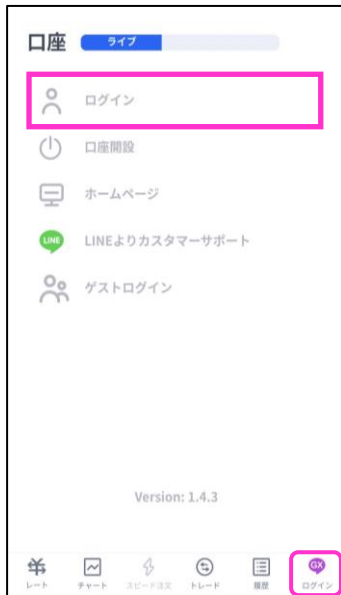 口座 ライブ
ログイン
口座開設
ホームページ
LINE LINEよりカスタマーサポート
ゲストログイン
Version: 1.4.3
GX
レート チャート スピード注文 トレード 履歴 ログイン